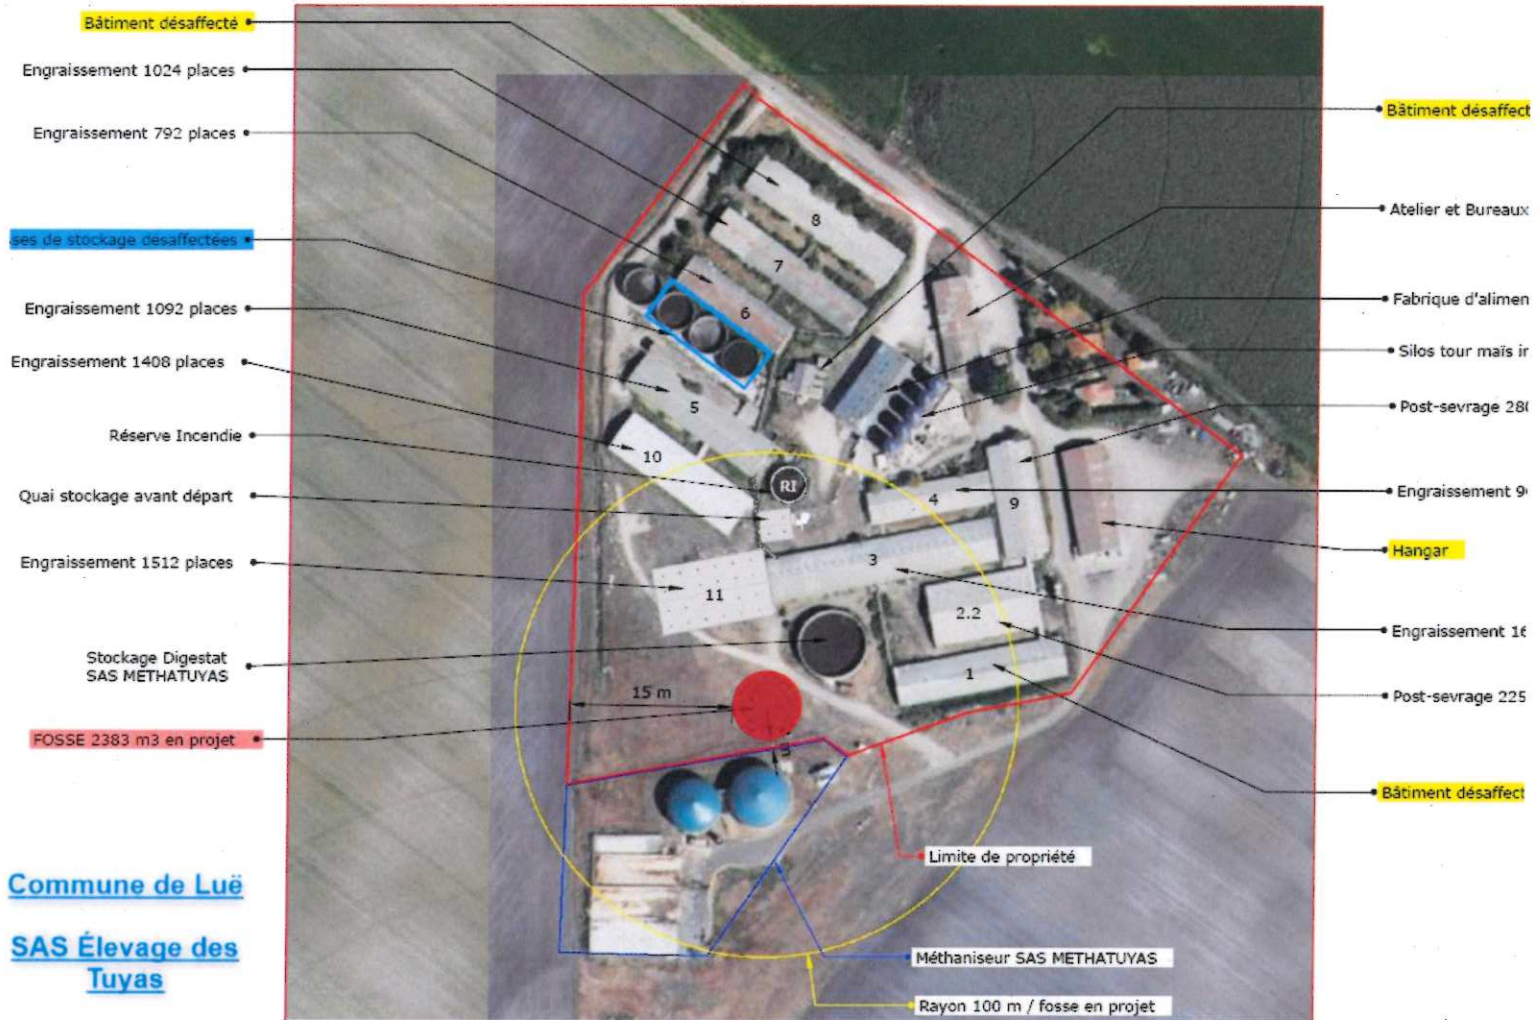 Bâtiment désaffecté
Engraissement 1024 places
Engraissement 792 places
ses de stockage désaffectées
Engraissement 1092 places
Engraissement 1408 places
Réserve Incendie
Quai stockage avant départ
Engraissement 1512 places
Stockage Digestat
SAS METHATUYAS
FOSSE 2383 m3 en projet
Commune de Luë
SAS Élevage des
Tuyas
8
7
6
5
10
RI
4
9
3
11
2.2
1
15 m
m
Bâtiment désaffect
Atelier et Bureaux
Fabrique d'alimen
Silos tour maïs ir
Post-sevrage 280
Engraissement 90
Hangar
Engraissement 16
Post-sevrage 225
Bâtiment désaffect
Limite de propriété
Méthaniseur SAS METHATUYAS
Rayon 100 m / fosse en projet